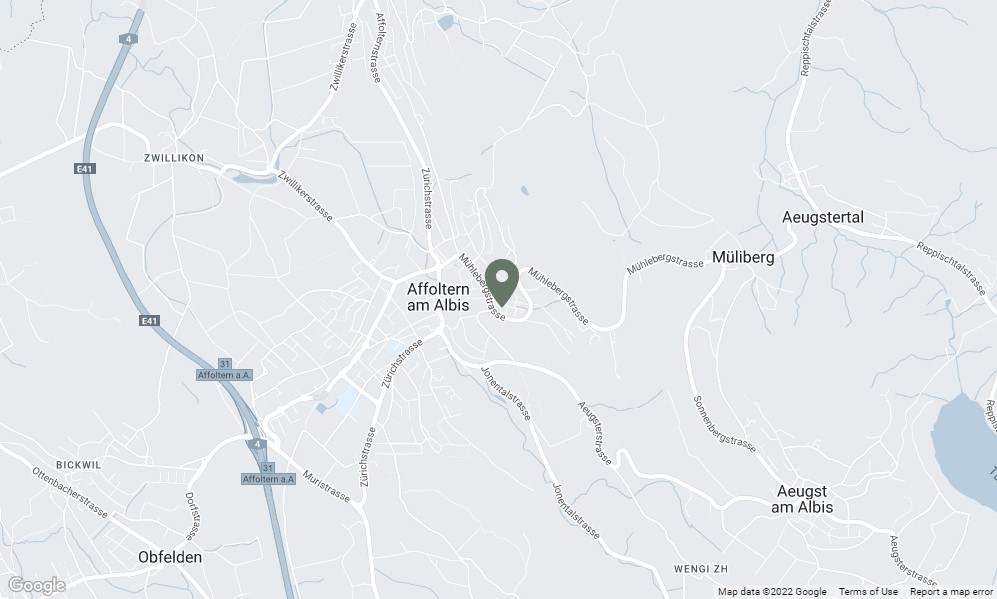 4
Affolternstrasse
Zwillikerstrasse
Reppischtalstrasse
ZWILLIKON
E41
Zwillikerstrasse
Zürichstrasse
Aeugstertal
Reppischtalstrasse
Müliberg
Mühlebergstrasse
Mühlebergstrasse
Mühlebergstrasse
Affoltern
am Albis
E41
31
Affoltern a.A.
Zürichstrasse
Jonentalstrasse
Aeugsterstrasse
Sonnenbergstrasse
4
31
Affoltern a.A
Muristrasse
Zürichstrasse
BICKWIL
Ottenbacherstrasse
Dorfstrasse
Obfelden
Jonentalstrasse
Aeugst
am Albis
Aeugsterstrasse
WENGI ZH
Google
Map data ©2022 Google
Terms of Use
Report a map error